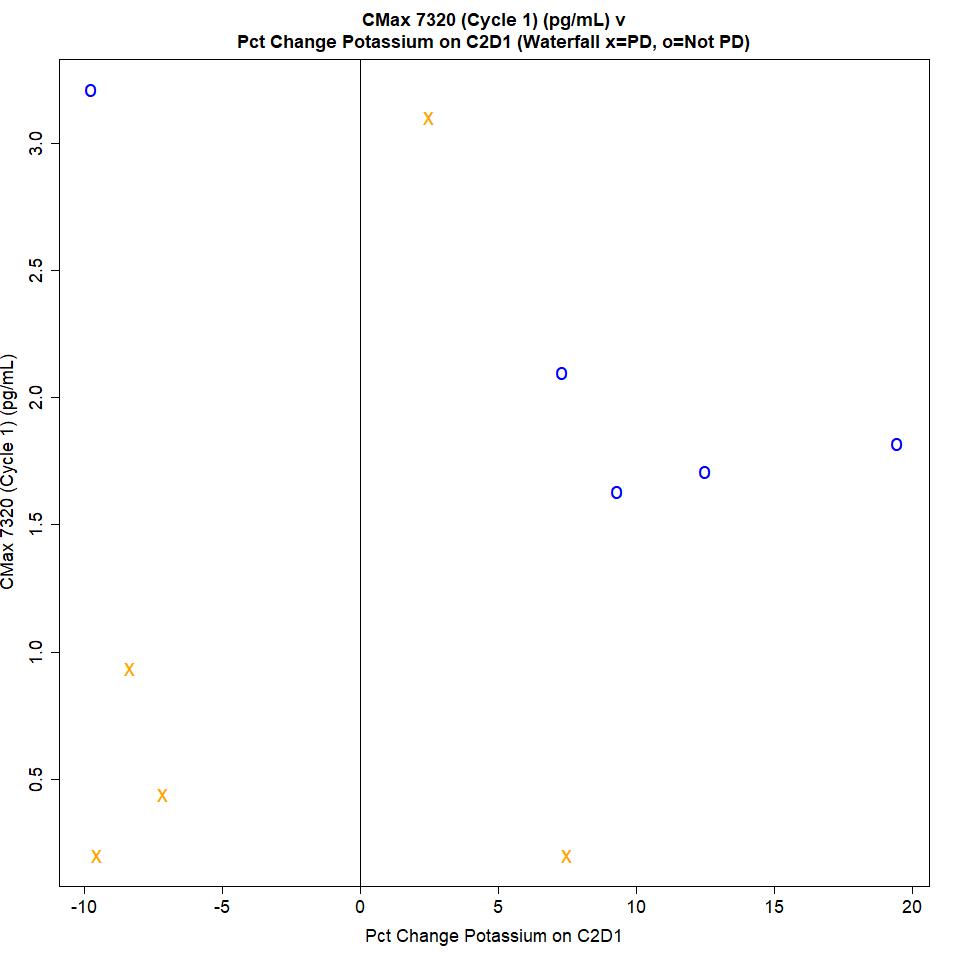 CMax 7320 (Cycle 1) (pg/mL) v
Pct Change Potassium on C2D1 (Waterfall x=PD, o=Not PD)
CMax 7320 (Cycle 1) (pg/mL)
3.0
2.5
2.0
1.5
1.0
0.5
O
X
O
O
O
O
X
X
X
X
-10
-5
0
5
10
15
20
Pct Change Potassium on C2D1